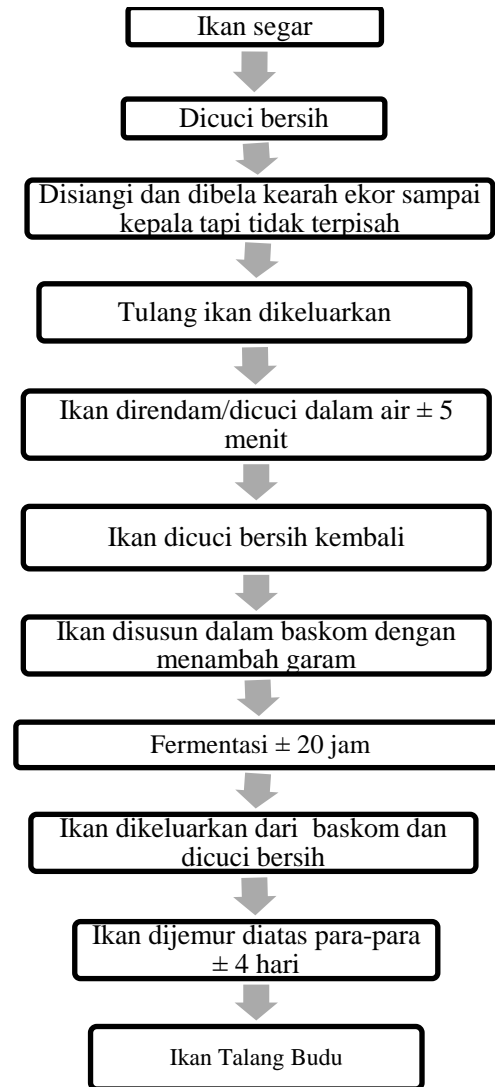 Ikan segar
Dicuci bersih
Disiangi dan dibela kearah ekor sampai
kepala tapi tidak terpisah
Tulang ikan dikeluarkan
Ikan direndam/dicuci dalam air ± 5
menit
Ikan dicuci bersih kembali
Ikan disusun dalam baskom dengan
menambah garam
Fermentasi ± 20 jam
Ikan dikeluarkan dari baskom dan
dicuci bersih
Ikan dijemur diatas para-para
± 4 hari
Ikan Talang Budu